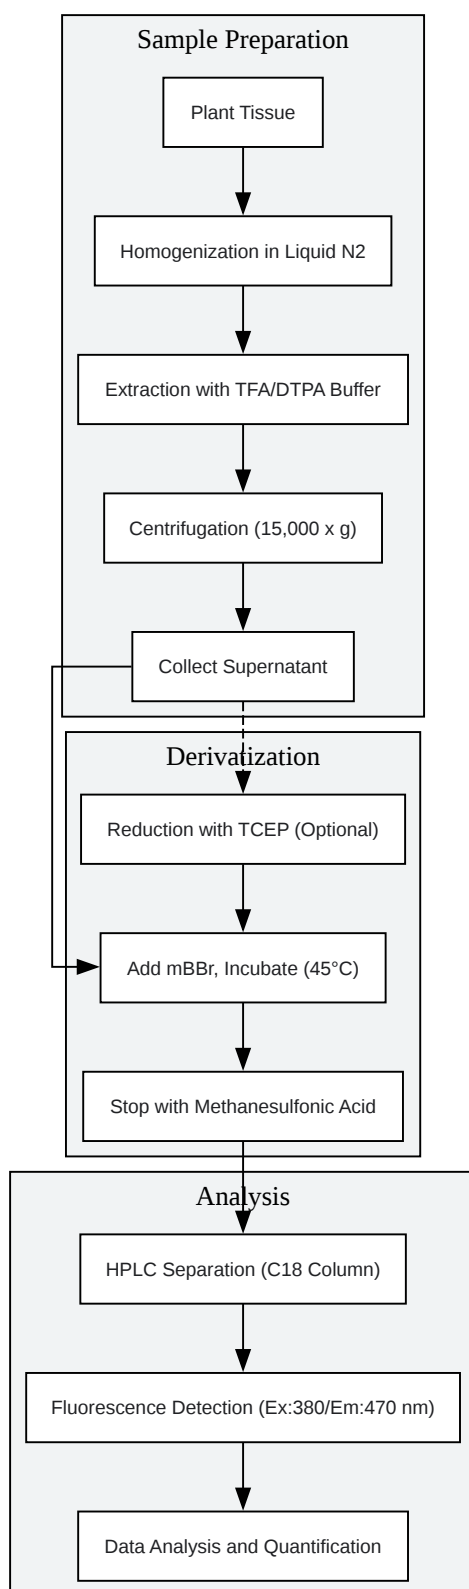 Sample Preparation
Plant Tissue
Homogenization in Liquid N2
Extraction with TFA/DTPA Buffer
Centrifugation (15,000 x g)
Collect Supernatant
Derivatization
Reduction with TCEP (Optional)
Add mBBr, Incubate (45°C)
Stop with Methanesulfonic Acid
Analysis
HPLC Separation (C18 Column)
Fluorescence Detection (Ex:380/Em:470 nm)
Data Analysis and Quantification